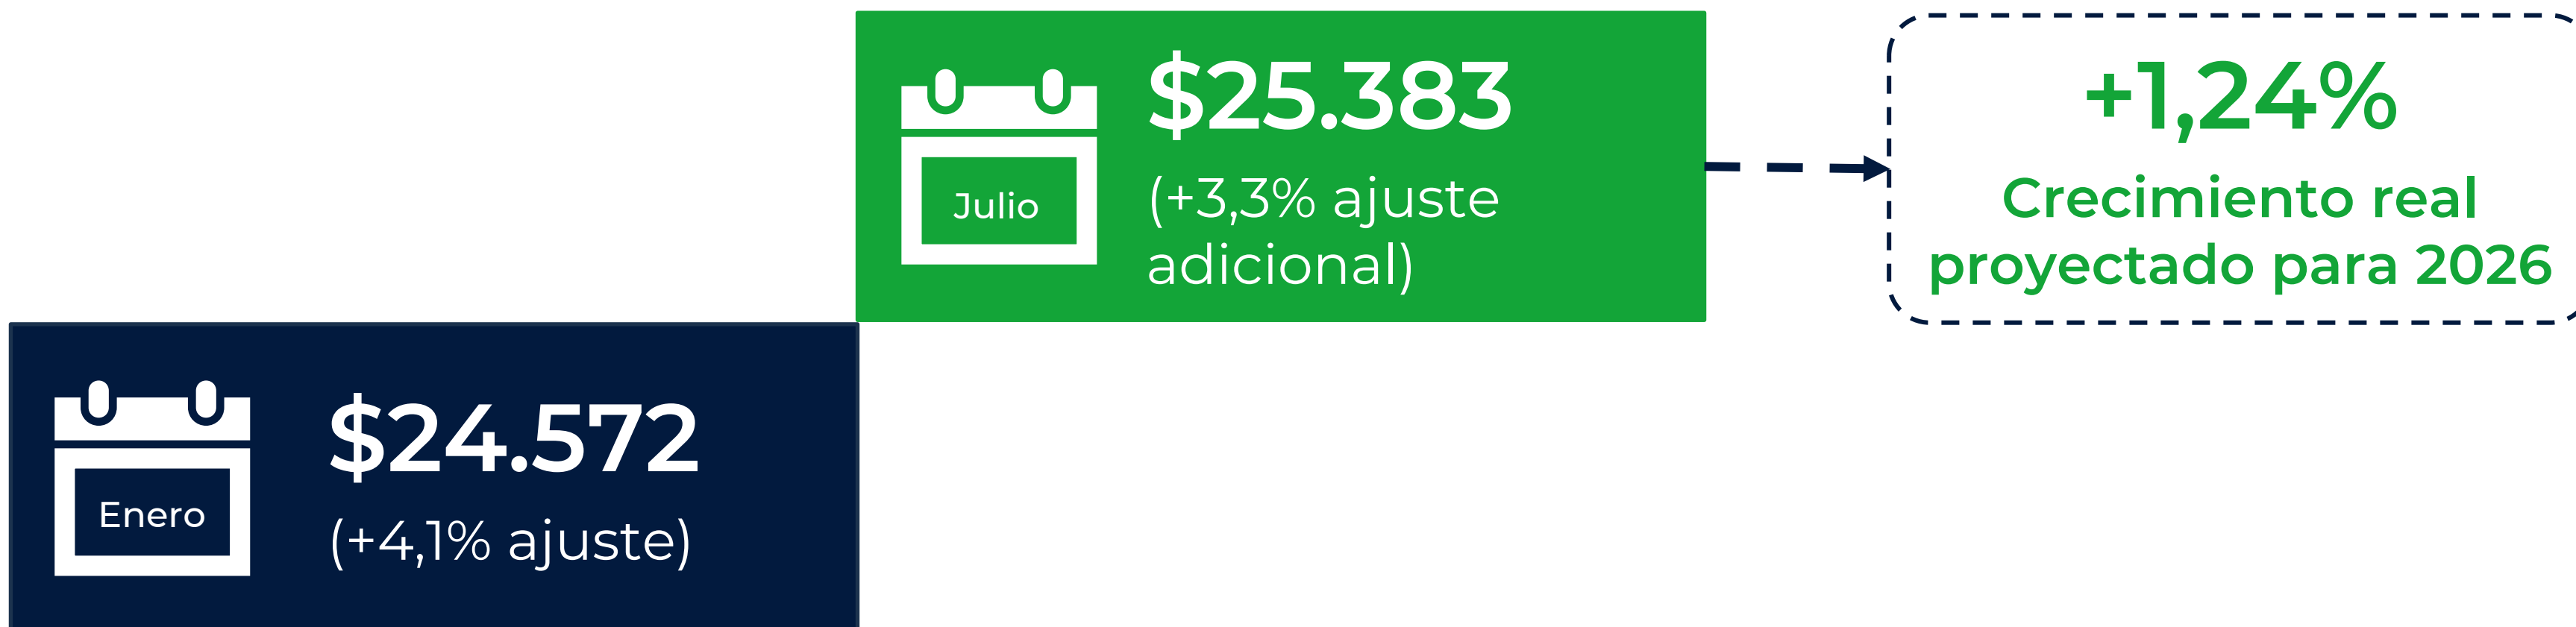 Julio
$25.383
(+3,3% ajuste
adicional)
+1,24%
Crecimiento real
proyectado para 2026
Enero
$24.572
(+4,1% ajuste)